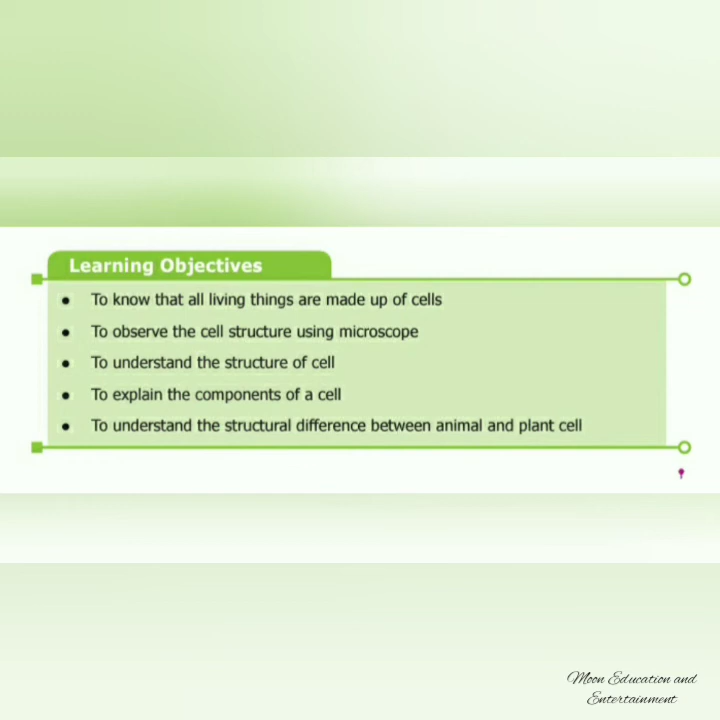 Learning Objectives
● To know that all living things are made up of cells
● To observe the cell structure using microscope
● To understand the structure of cell
● To explain the components of a cell
● To understand the structural difference between animal and plant cell
Moon Education and
Entertainment